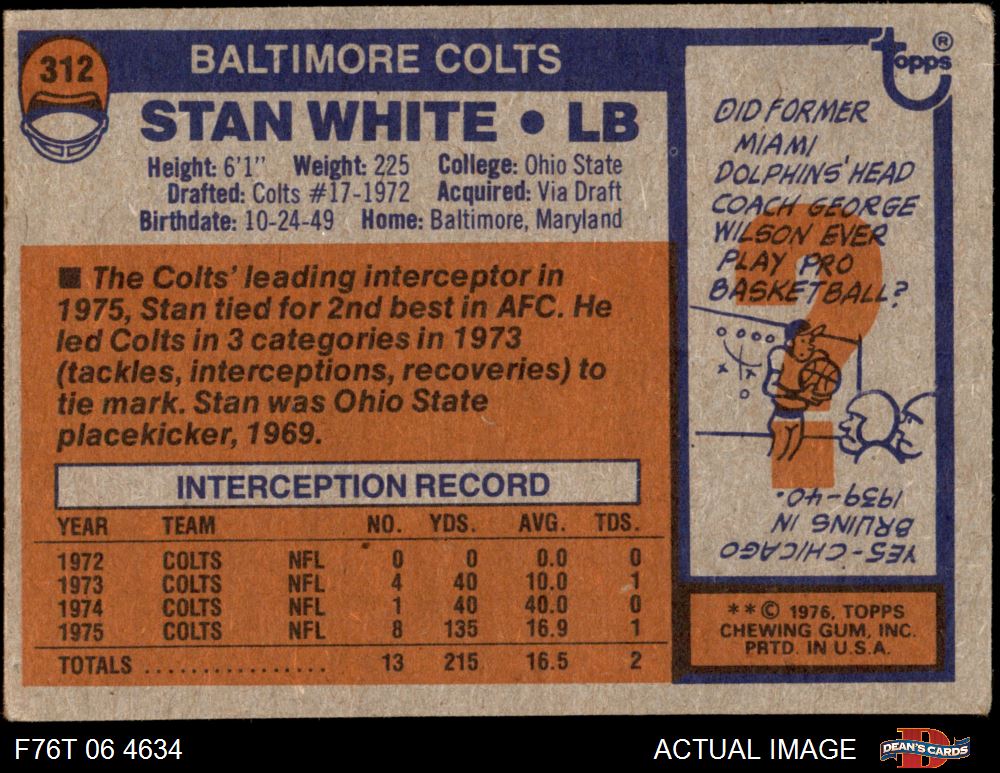 312
BALTIMORE COLTS
STAN WHITE • LB
Height: 6'1" Weight: 225 College: Ohio State
Drafted: Colts #17-1972 Acquired: Via Draft
Birthdate: 10-24-49 Home: Baltimore, Maryland
■ The Colts' leading interceptor in
1975, Stan tied for 2nd best in AFC. He
led Colts in 3 categories in 1973
(tackles, interceptions, recoveries) to
tie mark. Stan was Ohio State
placekicker, 1969.
INTERCEPTION RECORD
YEAR TEAM NO. YDS. AVG. TDS.
1972 COLTS NFL 0 0 0.0 0
1973 COLTS NFL 4 40 10.0 1
1974 COLTS NFL 1 40 40.0 0
1975 COLTS NFL 8 135 16.9 1
TOTALS ................ 13 215 16.5 2
topps ®
DID FORMER
MIAMI
DOLPHINS' HEAD
COACH GEORGE
WILSON EVER
PLAY PRO
BASKETBALL?
YES-CHICAGO
BRUINS IN
1939-40.
* * © 1976, TOPPS
CHEWING GUM, INC.
PRTD. IN U.S.A.
F76T 06 4634
ACTUAL IMAGE
DEAN'S CARDS